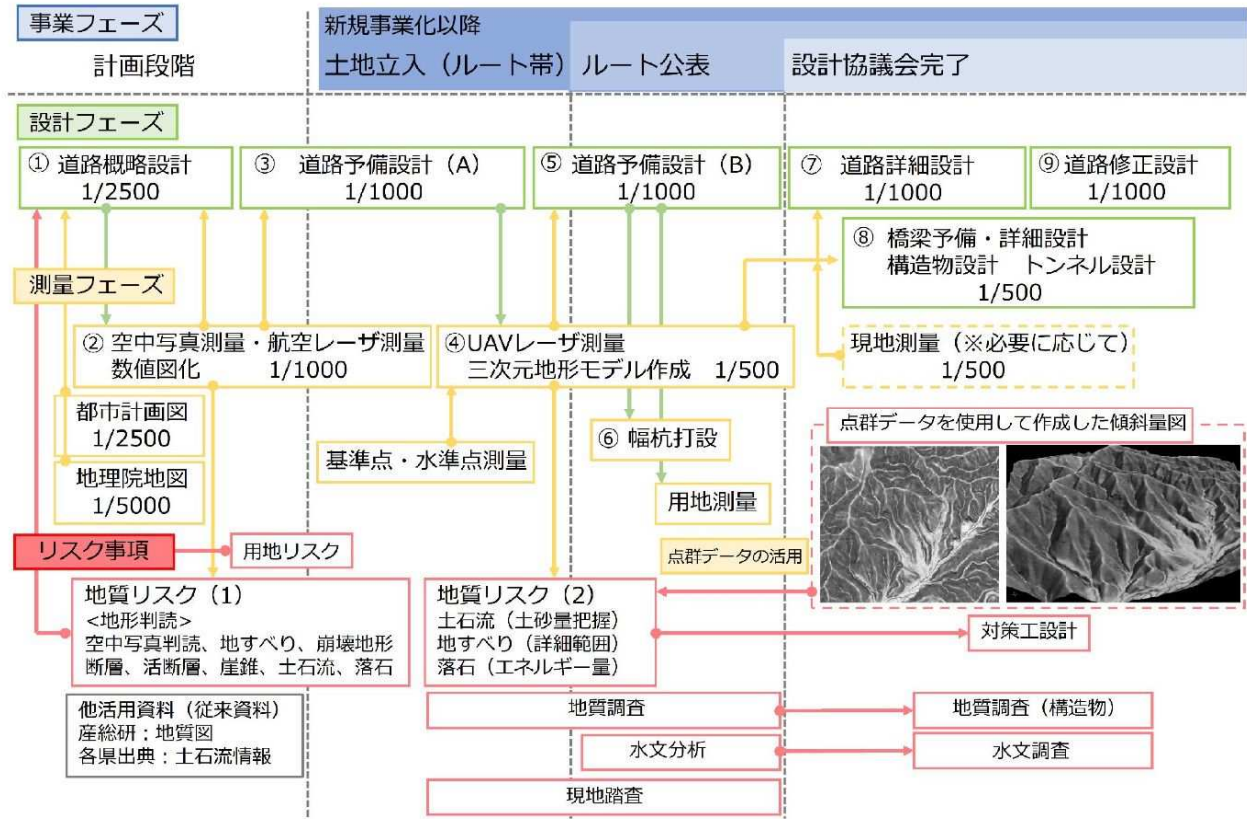 事業フェーズ
計画段階
新規事業化以降
土地立入（ルート帯）
ルート公表
設計協議会完了
設計フェーズ
① 道路概略設計
1/2500
③ 道路予備設計（A）
1/1000
⑤ 道路予備設計（B）
1/1000
⑦ 道路詳細設計
1/1000
⑨ 道路修正設計
1/1000
⑧ 橋梁予備・詳細設計
構造物設計 トンネル設計
1/500
測量フェーズ
② 空中写真測量・航空レーザ測量
数値図化 1/1000
④ UAVレーザ測量
三次元地形モデル作成 1/500
現地測量（※必要に応じて）
1/500
都市計画図
1/2500
地理院地図
1/5000
基準点・水準点測量
⑥ 幅杭打設
用地測量
点群データを使用して作成した傾斜量図
リスク事項
用地リスク
点群データの活用
地質リスク（1）
<地形判読>
空中写真判読、地すべり、崩壊地形
断層、活断層、崖錐、土石流、落石
地質リスク（2）
土石流（土砂量把握）
地すべり（詳細範囲）
落石（エネルギー量）
対策工設計
他活用資料（従来資料）
産総研：地質図
各県出典：土石流情報
地質調査
地質調査（構造物）
水文分析
水文調査
現地踏査